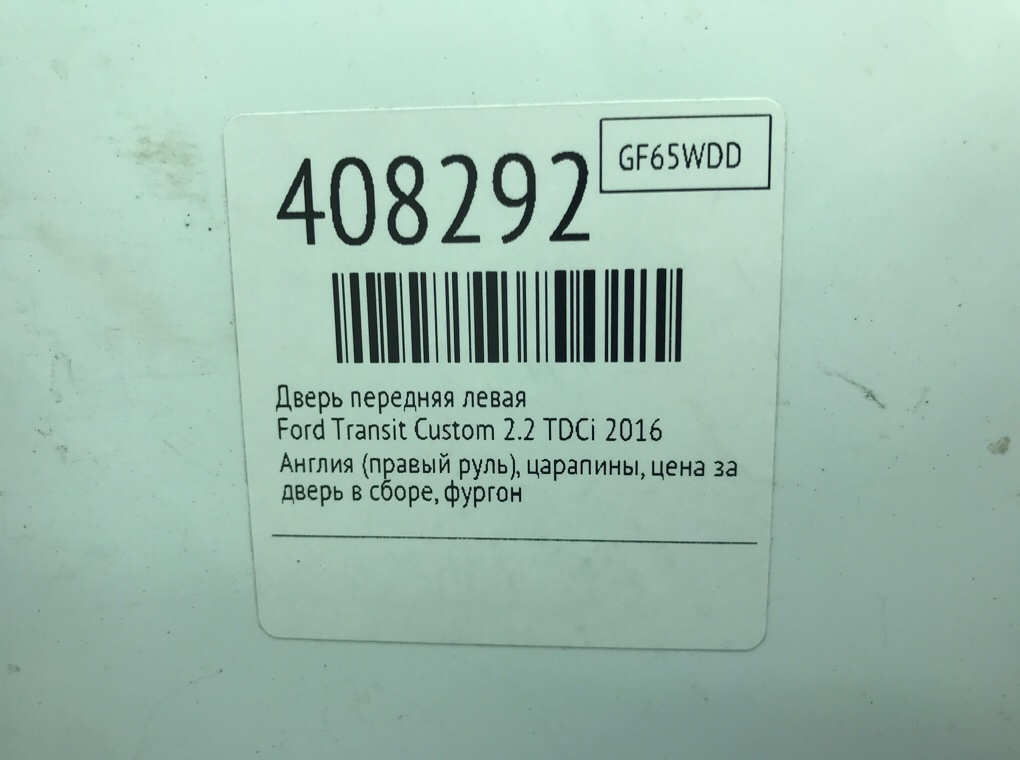 408292
GF65WDD
Дверь передняя левая
Ford Transit Custom 2.2 TDCi 2016
Англия (правый руль), царапины, цена за
дверь в сборе, фургон